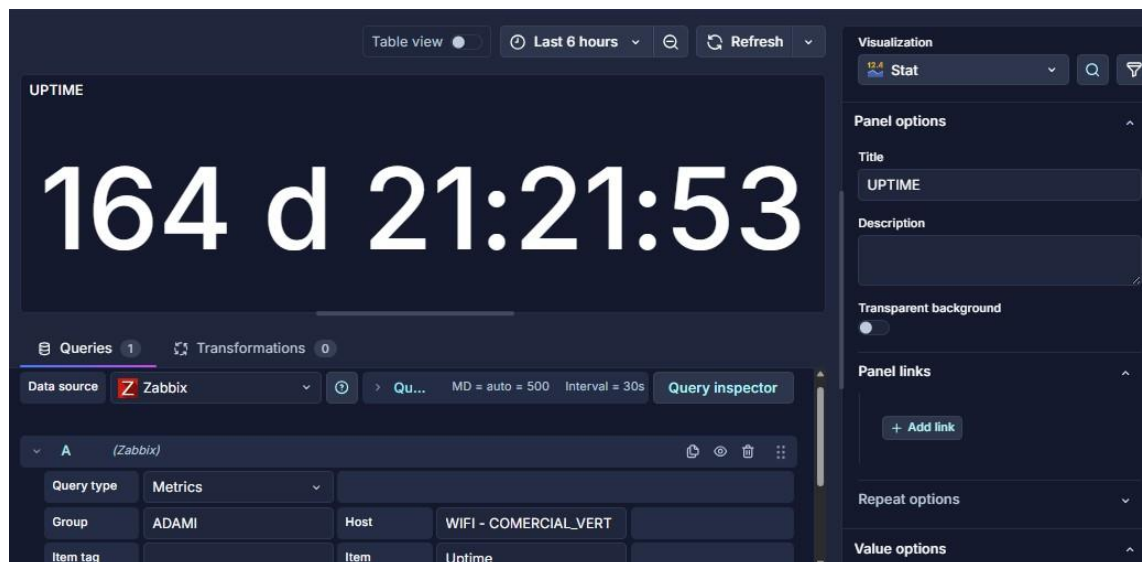 Table view Last 6 hours Refresh
UPTIME
164 d 21:21:53
Queries 1 Transformations 0
Data source Z Zabbix Qu... MD = auto = 500 Interval = 30s Query inspector
A (Zabbix)
Query type Metrics
Group ADAMI Host WIFI - COMERCIAL_VERT
Item tag Item Uptime
Visualization
12.4 Stat
Panel options
Title
UPTIME
Description
Transparent background
Panel links
+ Add link
Repeat options
Value options